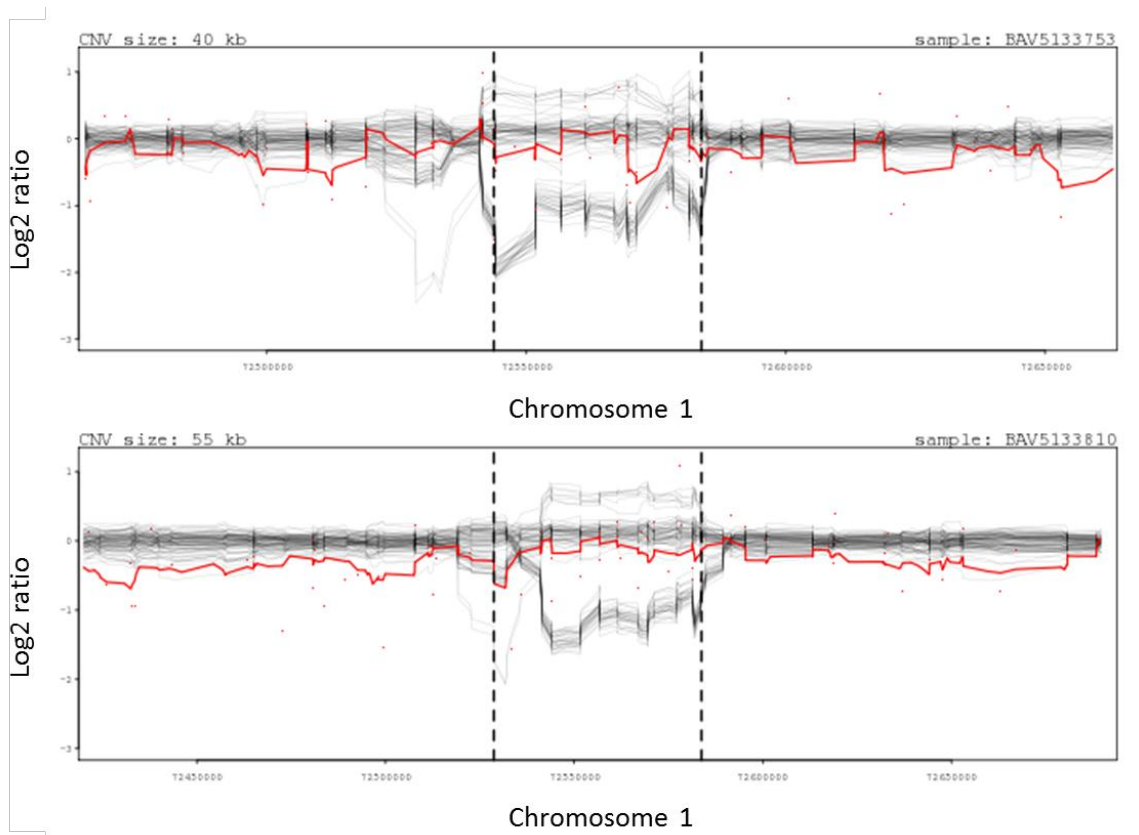 CNV size: 40 kb sample: BAV5133753
1
0
-1
-2
-3
Log2 ratio
72500000 72550000 72600000 72650000
Chromosome 1
CNV size: 55 kb sample: BAV5133810
1
0
-1
-2
-3
Log2 ratio
72450000 72500000 72550000 72600000 72650000
Chromosome 1